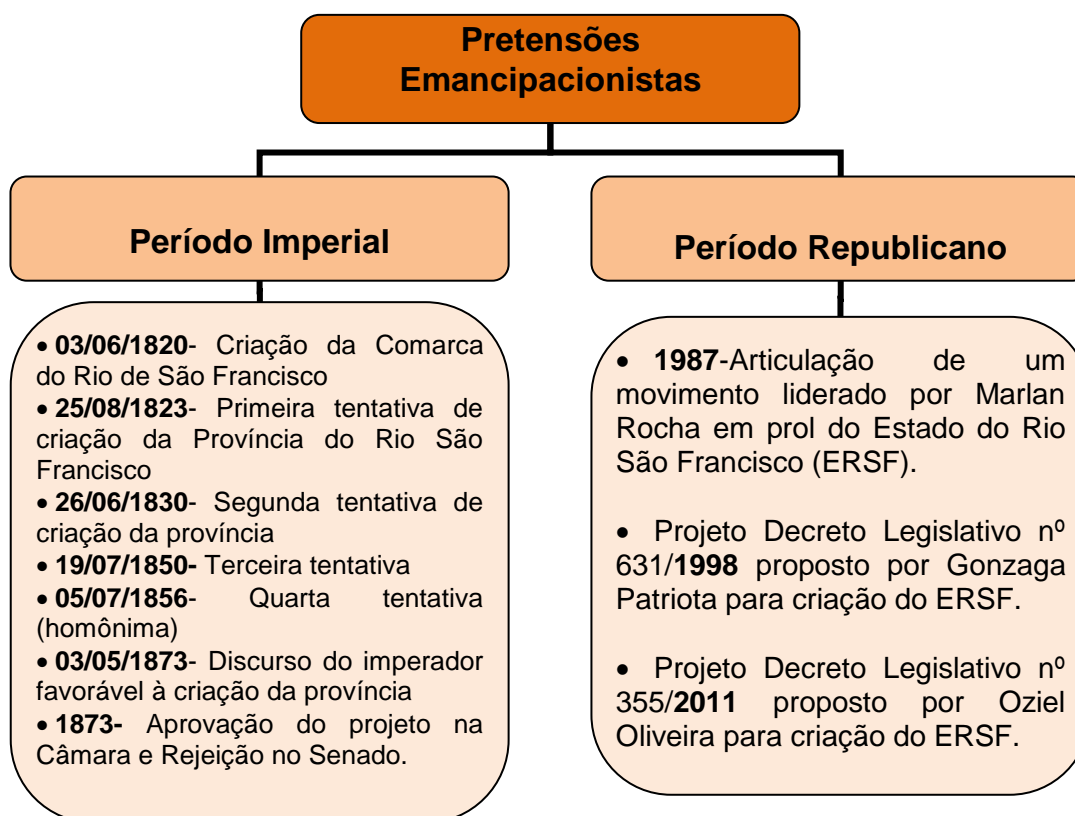 Pretensões
Emancipacionistas
Período Imperial
• 03/06/1820- Criação da Comarca
do Rio de São Francisco
• 25/08/1823- Primeira tentativa de
criação da Província do Rio São
Francisco
• 26/06/1830- Segunda tentativa de
criação da província
• 19/07/1850- Terceira tentativa
• 05/07/1856- Quarta tentativa
(homônima)
• 03/05/1873- Discurso do imperador
favorável à criação da província
• 1873- Aprovação do projeto na
Câmara e Rejeição no Senado.
Período Republicano
• 1987-Articulação de um
movimento liderado por Marlan
Rocha em prol do Estado do Rio
São Francisco (ERSF).
• Projeto Decreto Legislativo nº
631/1998 proposto por Gonzaga
Patriota para criação do ERSF.
• Projeto Decreto Legislativo nº
355/2011 proposto por Oziel
Oliveira para criação do ERSF.